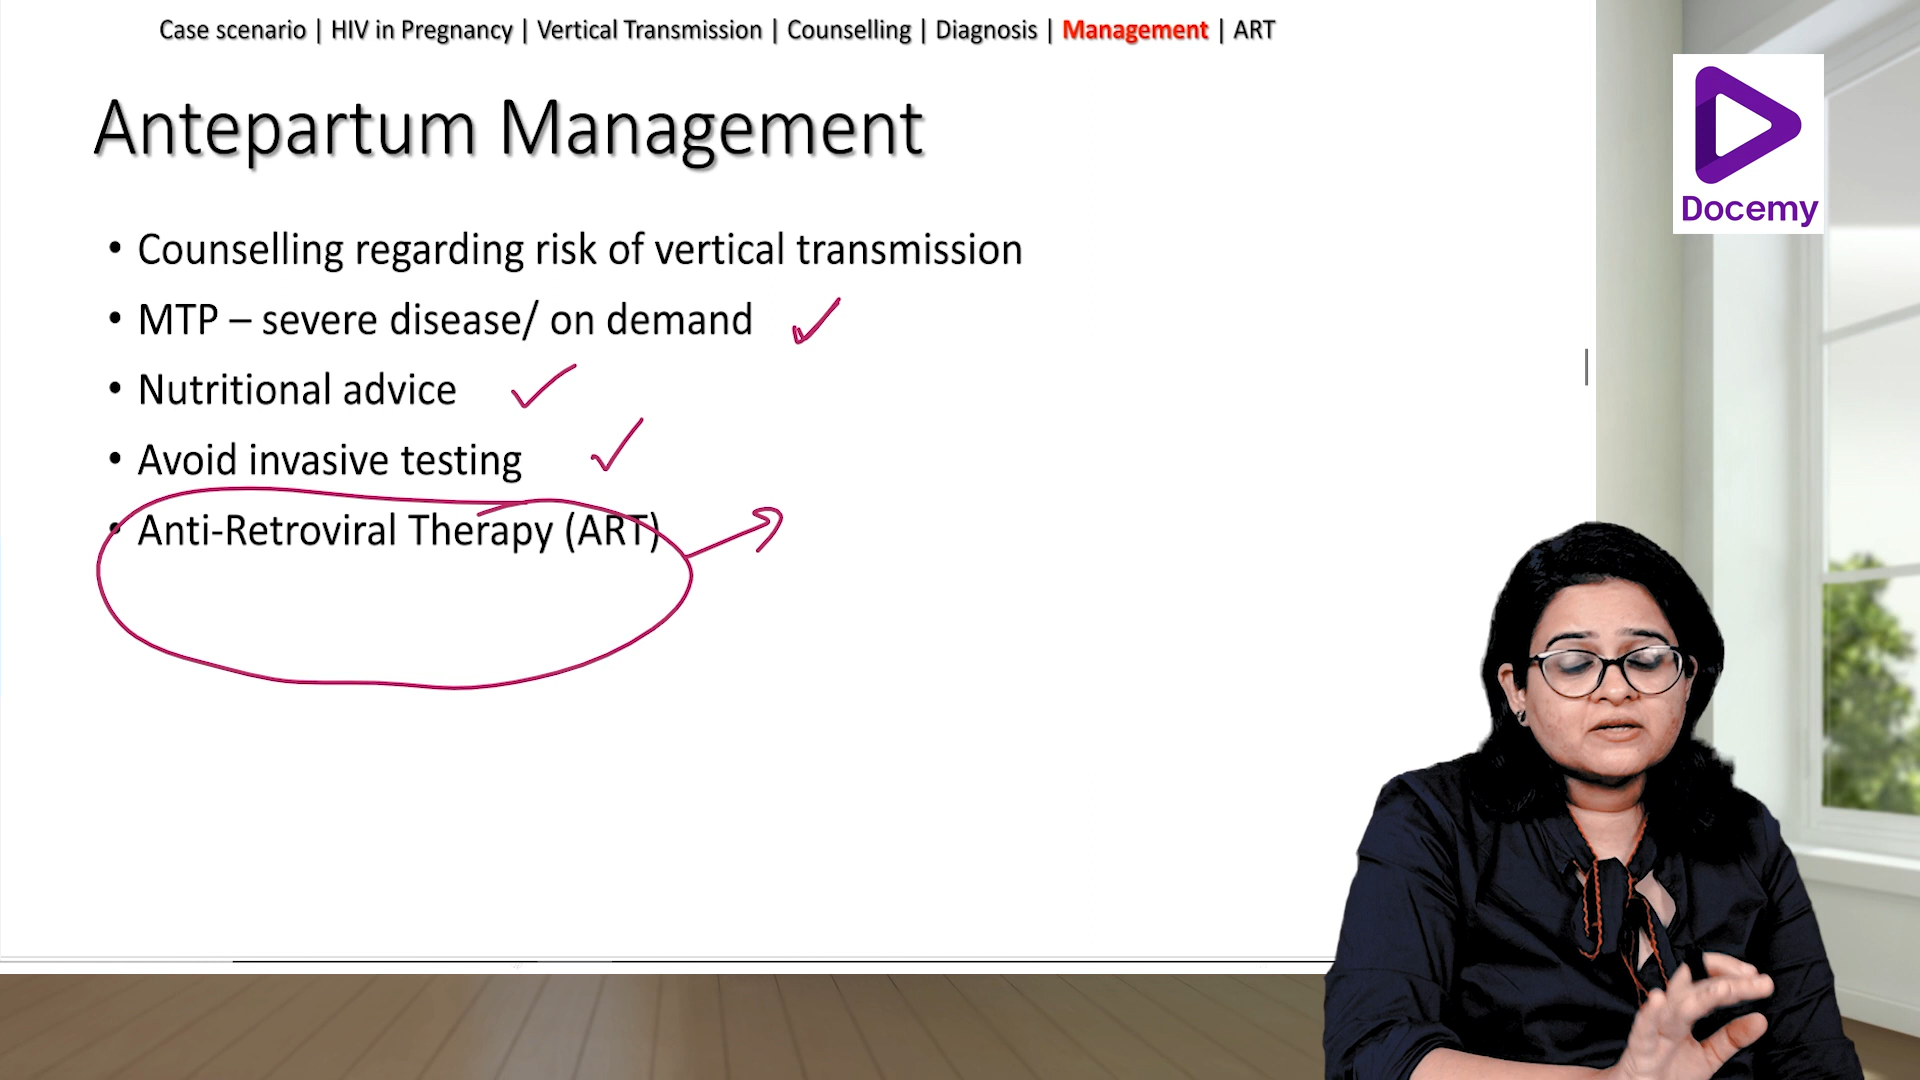 Case scenario | HIV in Pregnancy | Vertical Transmission | Counselling | Diagnosis | Management | ART
Docemy
Antepartum Management
• Counselling regarding risk of vertical transmission
• MTP – severe disease/ on demand
• Nutritional advice
• Avoid invasive testing
• Anti-Retroviral Therapy (ART)